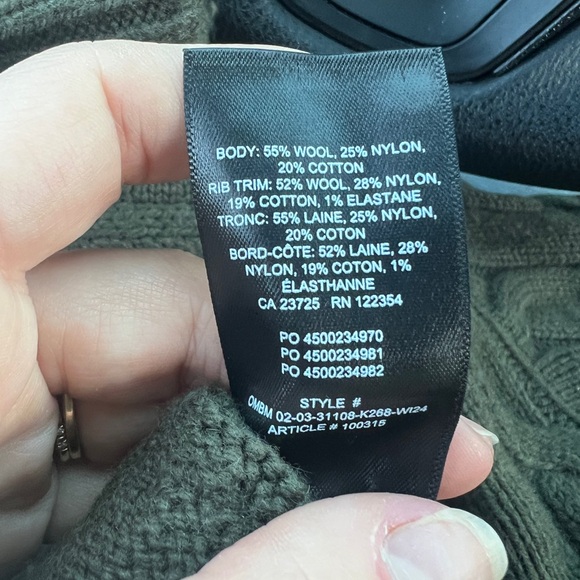 BODY: 55% WOOL, 25% NYLON,
20% COTTON
RIB TRIM: 52% WOOL, 28% NYLON,
19% COTTON, 1% ELASTANE
TRONC: 55% LAINE, 25% NYLON,
20% COTON
BORD-CÔTE: 52% LAINE, 28%
NYLON, 19% COTON, 1%
ÉLASTHANNE
CA 23725 RN 122354
PO 4500234970
PO 4500234981
PO 4500234982
STYLE #
OMBM 02-03-31108-K268-WI24
ARTICLE # 100315